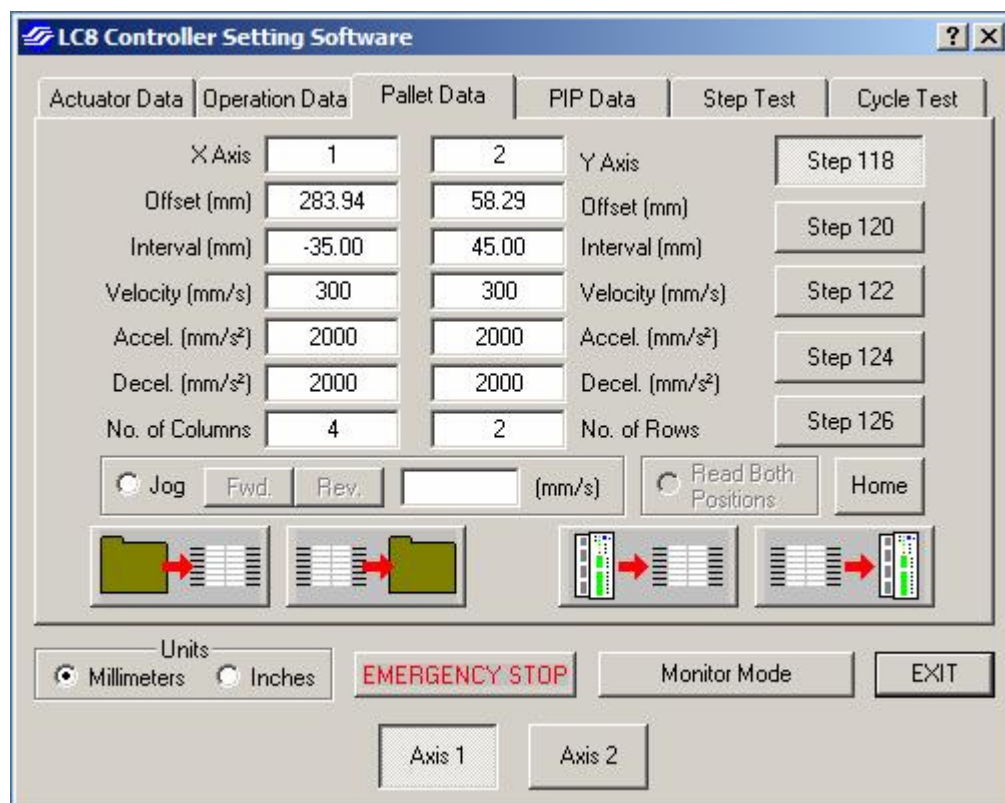 LC8 Controller Setting Software
Actuator Data Operation Data Pallet Data PIP Data Step Test Cycle Test
X Axis 1 2 Y Axis Step 118
Offset (mm) 283.94 58.29 Offset (mm)
Step 120
Interval (mm) -35.00 45.00 Interval (mm)
Velocity (mm/s) 300 300 Velocity (mm/s) Step 122
Accel. (mm/s²) 2000 2000 Accel. (mm/s²)
Step 124
Decel. (mm/s²) 2000 2000 Decel. (mm/s²)
No. of Columns 4 2 No. of Rows Step 126
Jog Fwd. Rev. (mm/s) Read Both
Positions Home
Units
Millimeters Inches EMERGENCY STOP Monitor Mode EXIT
Axis 1 Axis 2